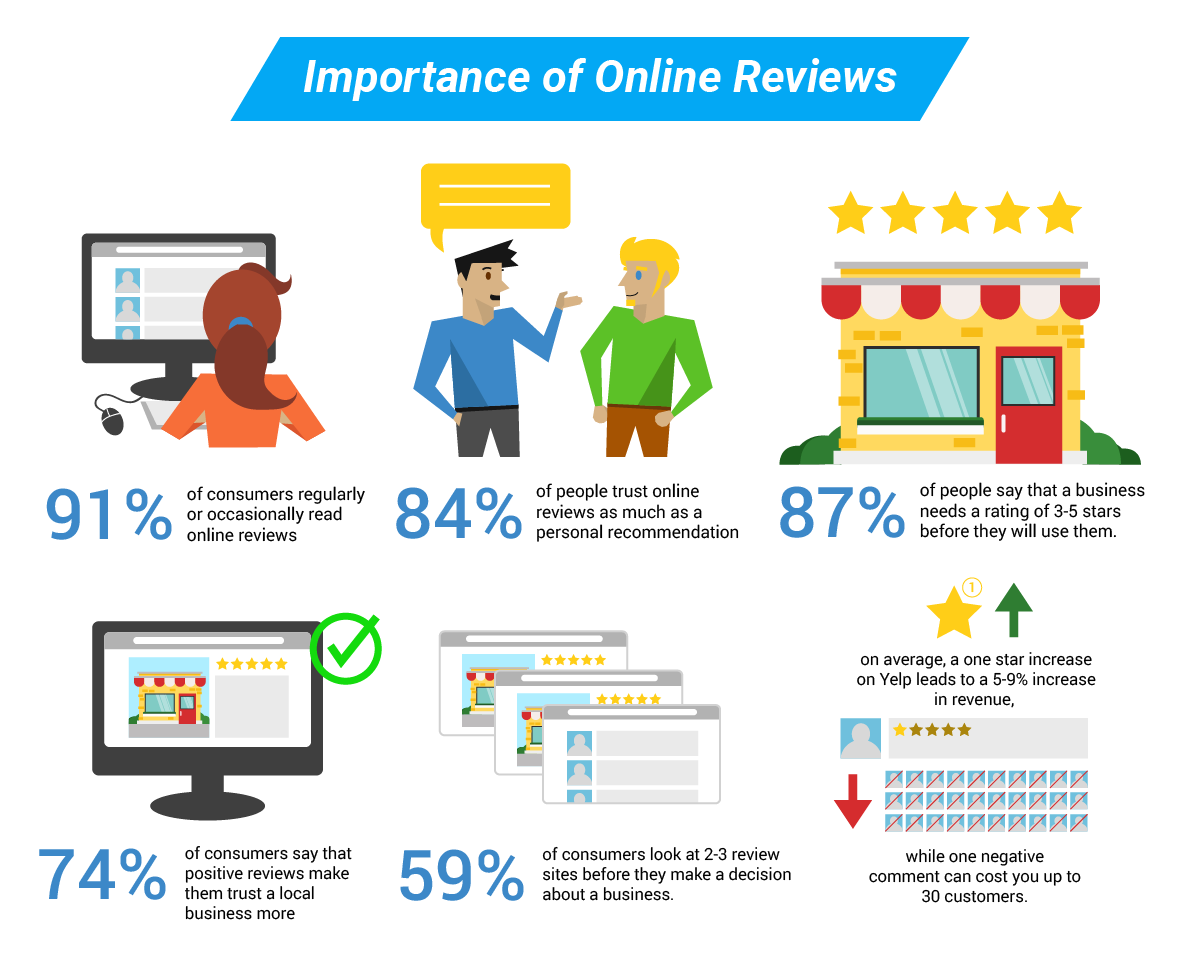 Importance of Online Reviews
91%
of consumers regularly
or occasionally read
online reviews
84%
of people trust online
reviews as much as a
personal recommendation
87%
of people say that a business
needs a rating of 3-5 stars
before they will use them.
74%
of consumers say that
positive reviews make
them trust a local
business more
59%
of consumers look at 2-3 review
sites before they make a decision
about a business.
1
on average, a one star increase
on Yelp leads to a 5-9% increase
in revenue,
while one negative
comment can cost you up to
30 customers.